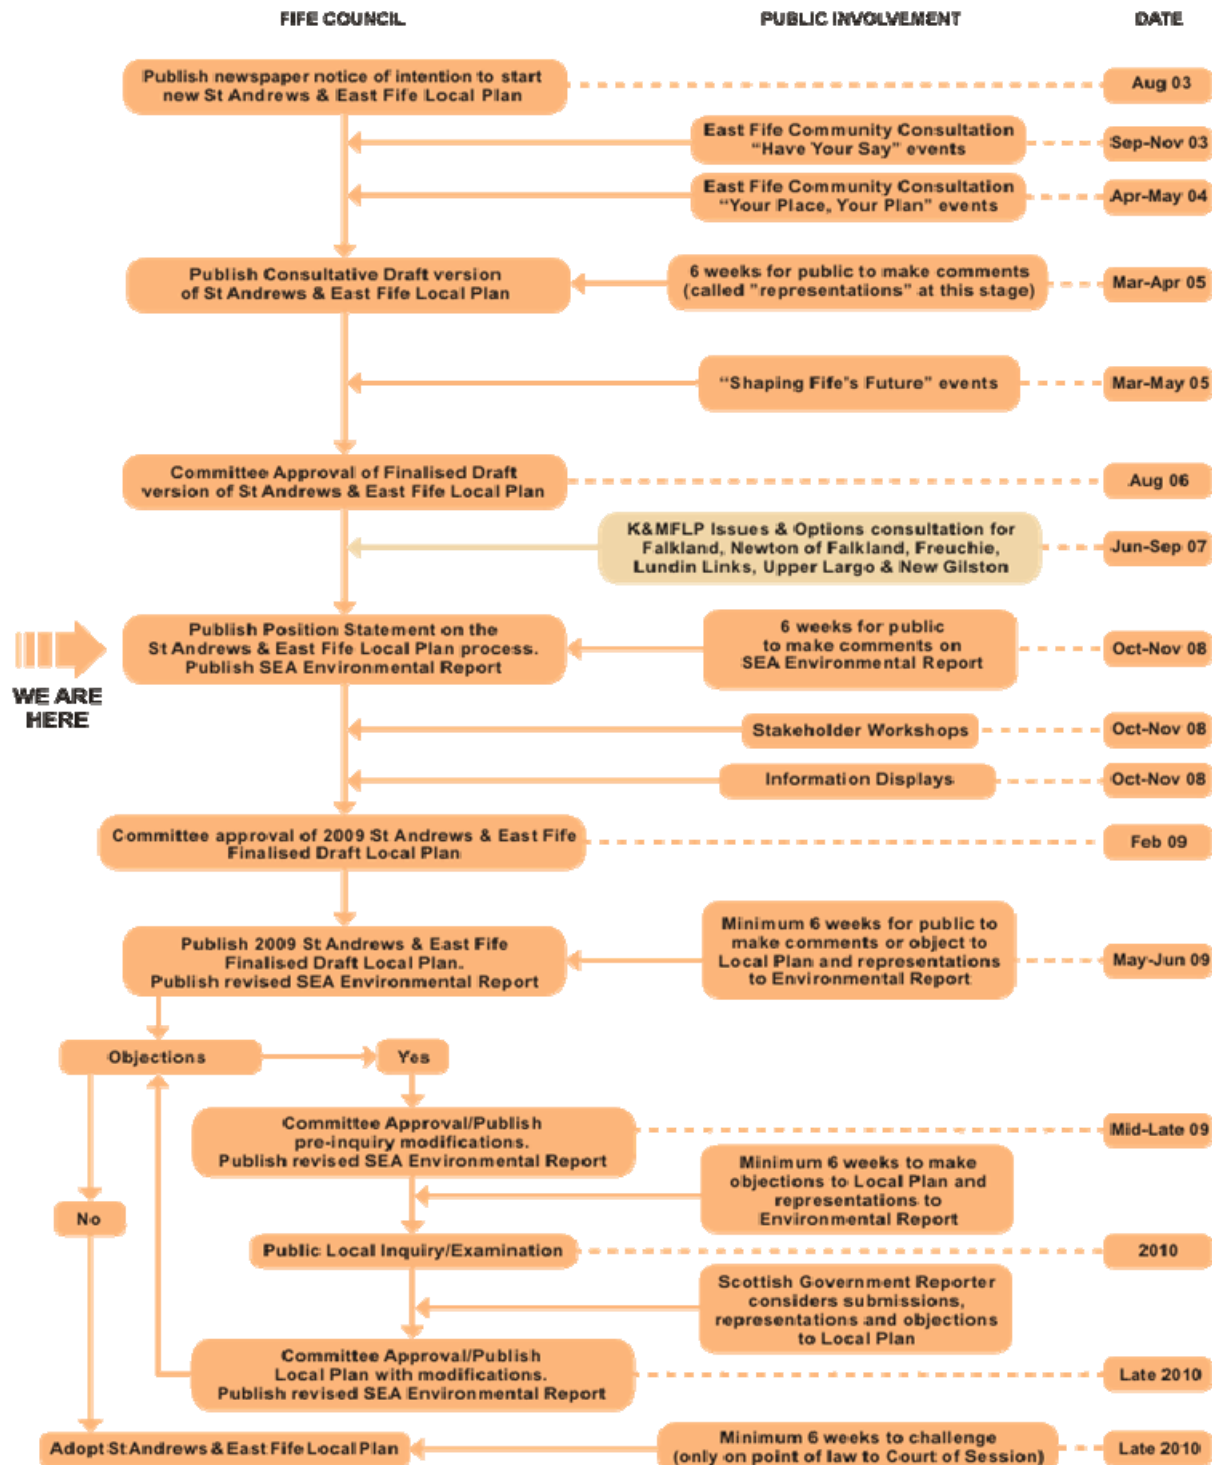 FIFE COUNCIL
PUBLIC INVOLVEMENT
DATE
Publish newspaper notice of intention to start
new St Andrews & East Fife Local Plan
Aug 03
East Fife Community Consultation
“Have Your Say” events
Sep-Nov 03
East Fife Community Consultation
“Your Place, Your Plan” events
Apr-May 04
Publish Consultative Draft version
of St Andrews & East Fife Local Plan
6 weeks for public to make comments
(called "representations" at this stage)
Mar-Apr 05
“Shaping Fife's Future” events
Mar-May 05
Committee Approval of Finalised Draft
version of St Andrews & East Fife Local Plan
Aug 06
K&MFLP Issues & Options consultation for
Falkland, Newton of Falkland, Freuchie,
Lundin Links, Upper Largo & New Gilston
Jun-Sep 07
WE ARE
HERE
Publish Position Statement on the
St Andrews & East Fife Local Plan process.
Publish SEA Environmental Report
6 weeks for public
to make comments on
SEA Environmental Report
Oct-Nov 08
Stakeholder Workshops
Oct-Nov 08
Information Displays
Oct-Nov 08
Committee approval of 2009 St Andrews & East Fife
Finalised Draft Local Plan
Feb 09
Publish 2009 St Andrews & East Fife
Finalised Draft Local Plan.
Publish revised SEA Environmental Report
Minimum 6 weeks for public to
make comments or object to
Local Plan and representations
to Environmental Report
May-Jun 09
Objections
Yes
Committee Approval/Publish
pre-inquiry modifications.
Publish revised SEA Environmental Report
Mid-Late 09
Minimum 6 weeks to make
objections to Local Plan and
representations to
Environmental Report
No
Public Local Inquiry/Examination
2010
Scottish Government Reporter
considers submissions,
representations and objections
to Local Plan
Committee Approval/Publish
Local Plan with modifications.
Publish revised SEA Environmental Report
Late 2010
Adopt St Andrews & East Fife Local Plan
Minimum 6 weeks to challenge
(only on point of law to Court of Session)
Late 2010